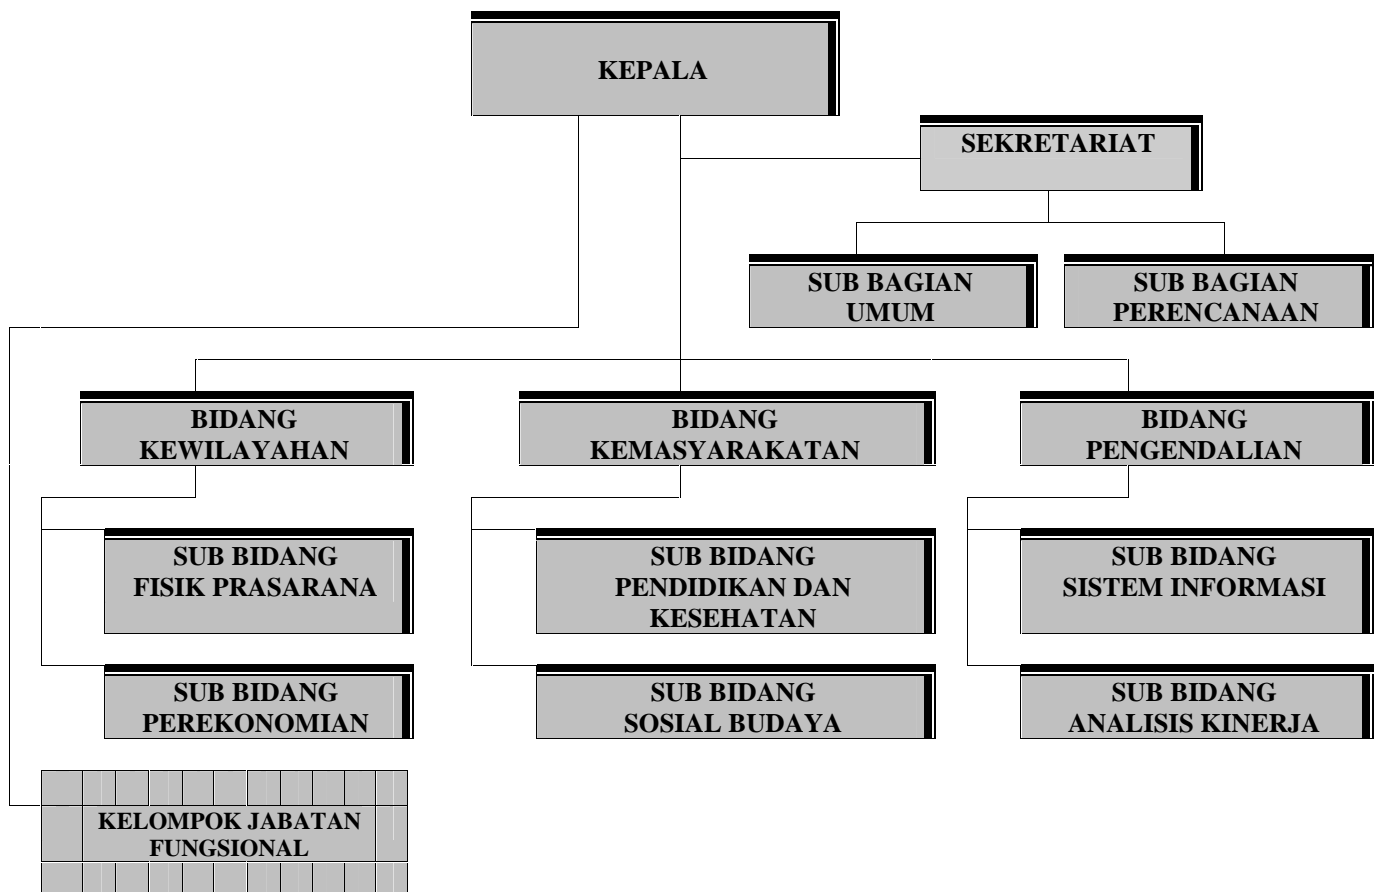 KEPALA
SEKRETARIAT
SUB BAGIAN
UMUM
SUB BAGIAN
PERENCANAAN
BIDANG
KEWILAYAHAN
BIDANG
KEMASYARAKATAN
BIDANG
PENGENDALIAN
SUB BIDANG
FISIK PRASARANA
SUB BIDANG
PENDIDIKAN DAN
KESEHATAN
SUB BIDANG
SISTEM INFORMASI
SUB BIDANG
PEREKONOMIAN
SUB BIDANG
SOSIAL BUDAYA
SUB BIDANG
ANALISIS KINERJA
KELOMPOK JABATAN
FUNGSIONAL